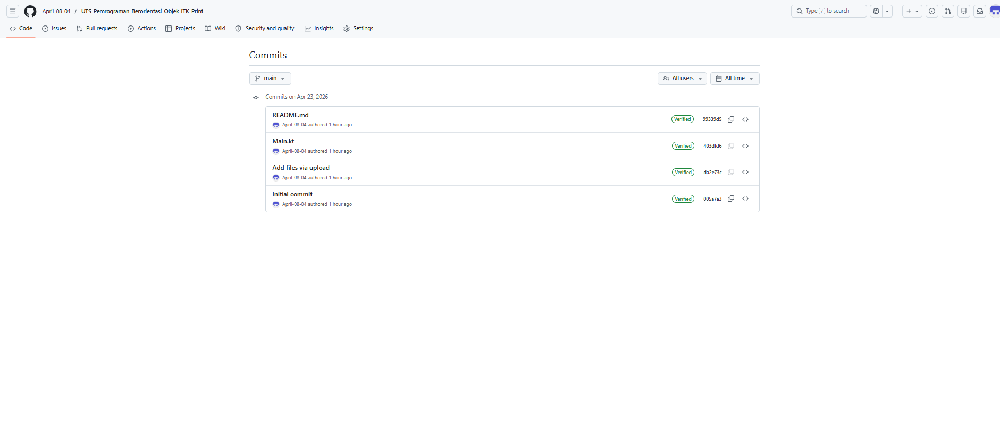 April-08-04 / UTS-Pemrograman-Berorientasi-Objek-ITK-Print
Type / to search
Code Issues Pull requests Actions Projects Wiki Security and quality Insights Settings
Commits
main
All users All time
Commits on Apr 23, 2026
README.md
April-08-04 authored 1 hour ago
Verified 99339d5
Main.kt
April-08-04 authored 1 hour ago
Verified 403dfd6
Add files via upload
April-08-04 authored 1 hour ago
Verified da2e73c
Initial commit
April-08-04 authored 1 hour ago
Verified 005a7a3